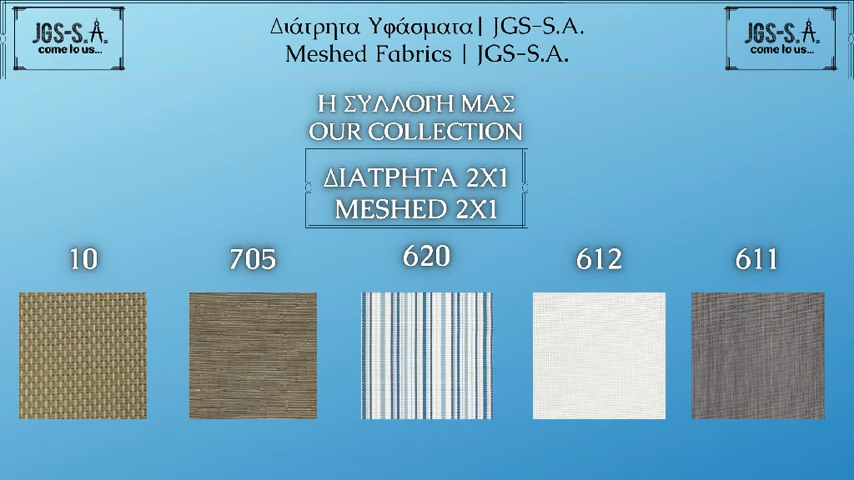 JGS-S.A.
come to us...
Διάτρητα Υφάσματα| JGS-S.A.
Meshed Fabrics | JGS-S.A.
JGS-S.A.
come to us...
Η ΣΥΛΛΟΓΗ ΜΑΣ
OUR COLLECTION
ΔΙΑΤΡΗΤΑ 2X1
MESHED 2X1
10 705 620 612 611